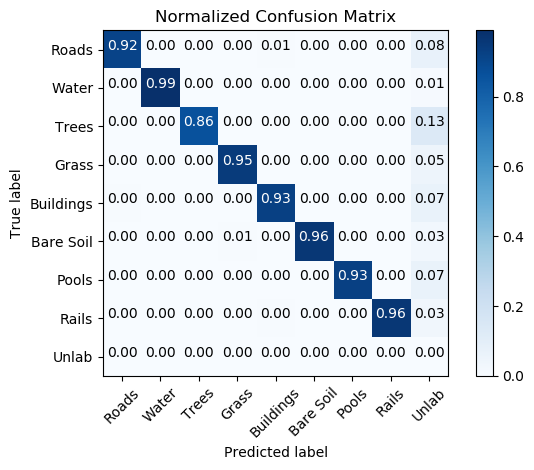 Normalized Confusion Matrix
Roads 0.92 0.00 0.00 0.00 0.01 0.00 0.00 0.00 0.08
Water 0.00 0.99 0.00 0.00 0.00 0.00 0.00 0.00 0.01
Trees 0.00 0.00 0.86 0.00 0.00 0.00 0.00 0.00 0.13
Grass 0.00 0.00 0.00 0.95 0.00 0.00 0.00 0.00 0.05
Buildings 0.00 0.00 0.00 0.00 0.93 0.00 0.00 0.00 0.07
Bare Soil 0.00 0.00 0.00 0.01 0.00 0.96 0.00 0.00 0.03
Pools 0.00 0.00 0.00 0.00 0.00 0.00 0.93 0.00 0.07
Rails 0.00 0.00 0.00 0.00 0.00 0.00 0.00 0.96 0.03
Unlab 0.00 0.00 0.00 0.00 0.00 0.00 0.00 0.00 0.00
Roads Water Trees Grass Buildings Bare Soil Pools Rails Unlab
Predicted label
True label
0.8
0.6
0.4
0.2
0.0